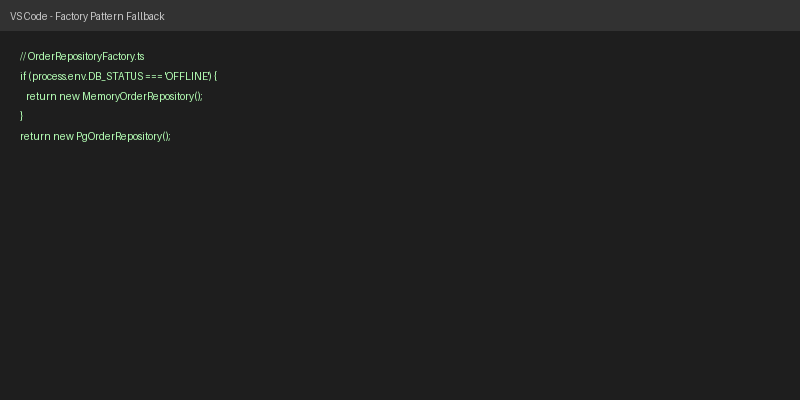 VS Code - Factory Pattern Fallback
// OrderRepositoryFactory.ts
if (process.env.DB_STATUS === 'OFFLINE') {
return new MemoryOrderRepository();
}
return new PgOrderRepository();